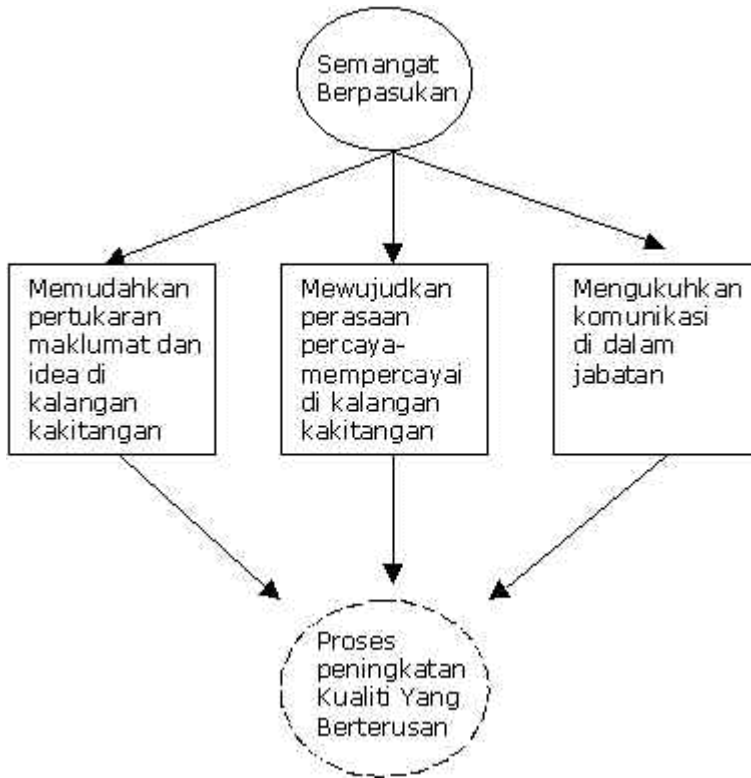 Semangat
Berpasukan
Memudahkan
pertukaran
maklumat dan
idea di
kalangan
kakitangan
Mewujudkan
perasaan
percaya-
mempercayai
di kalangan
kakitangan
Mengukuhkan
komunikasi
di dalam
jabatan
Proses
peningkatan
Kualiti Yang
Berterusan